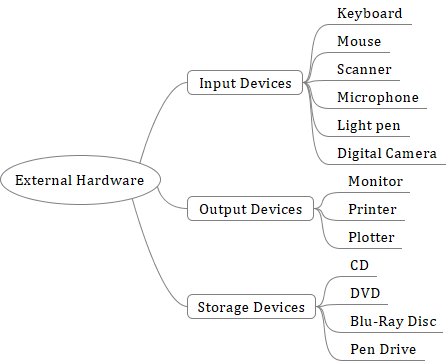 External Hardware
Input Devices
Keyboard
Mouse
Scanner
Microphone
Light pen
Digital Camera
Output Devices
Monitor
Printer
Plotter
Storage Devices
CD
DVD
Blu-Ray Disc
Pen Drive